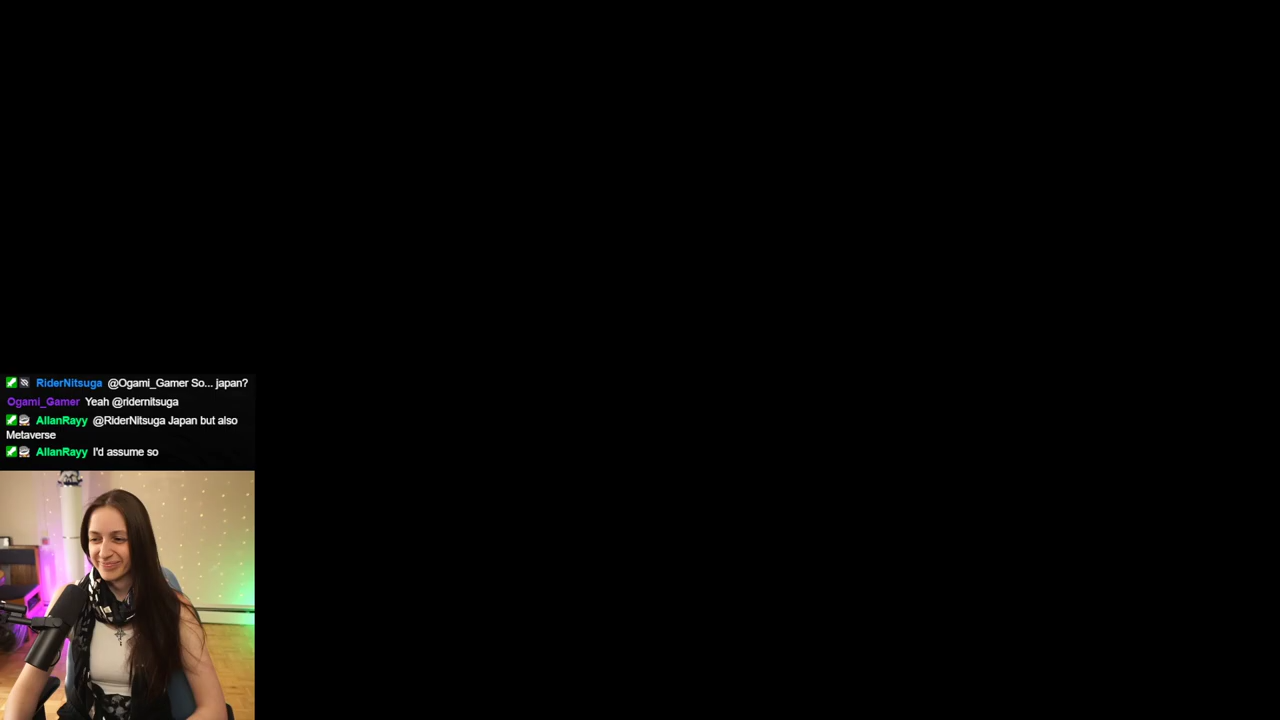 RiderNitsuga @Ogami_Gamer So... japan?
Ogami_Gamer Yeah @ridernitsuga
AllanRayy @RiderNitsuga Japan but also
Metaverse
AllanRayy I'd assume so